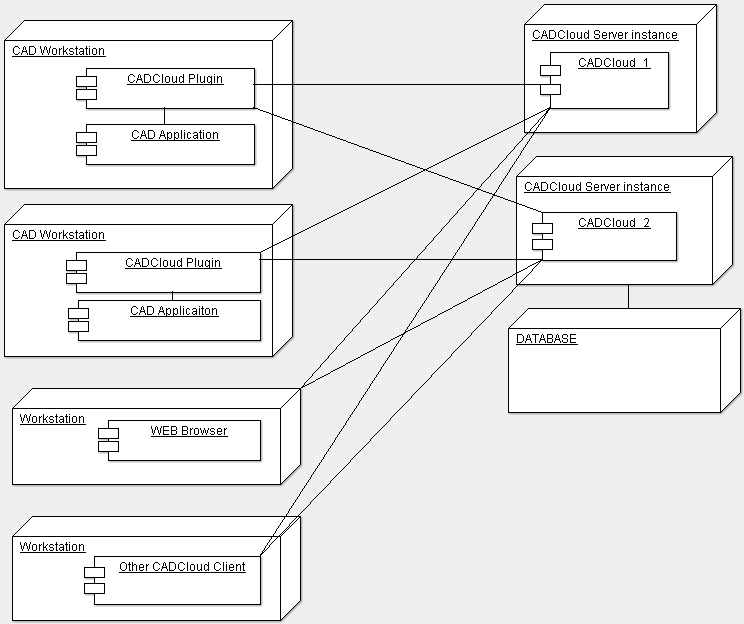 CAD Workstation
CADCloud Plugin
CAD Application
CAD Workstation
CADCloud Plugin
CAD Applicaiton
Workstation
WEB Browser
Workstation
Other CADCloud Client
CADCloud Server instance
CADCloud_1
CADCloud Server instance
CADCloud_2
DATABASE